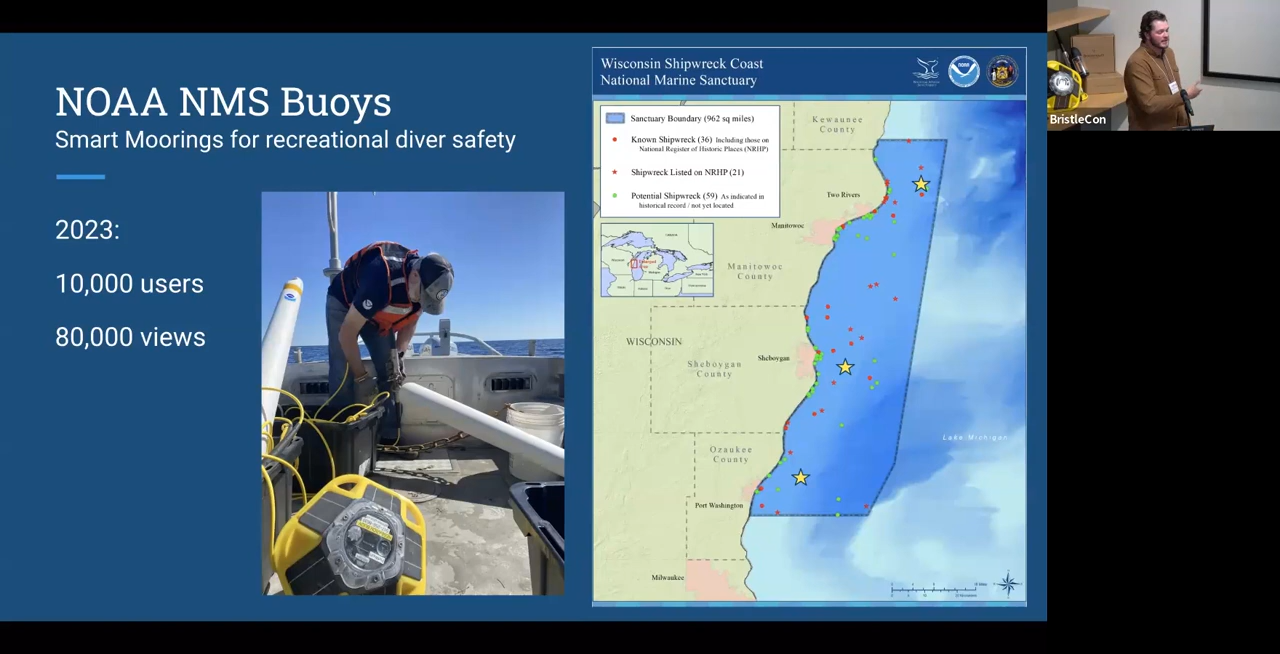 NOAA NMS Buoys
Smart Moorings for recreational diver safety
2023:
10,000 users
80,000 views
Wisconsin Shipwreck Coast
National Marine Sanctuary
Sanctuary Boundary (962 sq miles)
Known Shipwreck (36) Including those on
National Register of Historic Places (NRHP)
Shipwreck Listed on NRHP (21)
Potential Shipwreck (59) As indicated in
historical record / not yet located
Kewaunee
County
Two Rivers
Manitowoc
Manitowoc
County
WISCONSIN
Sheboygan
Sheboygan
County
Lake Michigan
Ozaukee
County
Port Washington
Milwaukee
BristleCon